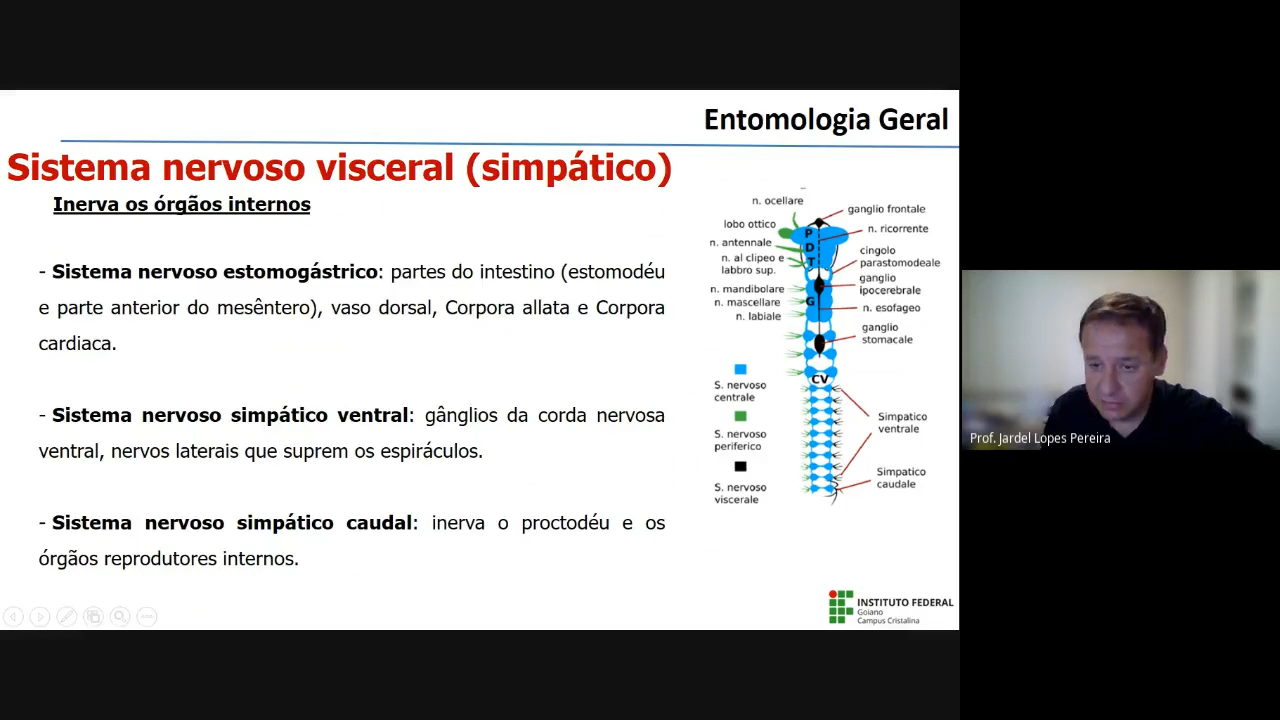 Entomologia Geral
Sistema nervoso visceral (simpático)
Inerva os órgãos internos
- Sistema nervoso estomogástrico: partes do intestino (estomodéu
e parte anterior do mesêntero), vaso dorsal, Corpora allata e Corpora
cardiaca.
- Sistema nervoso simpático ventral: gânglios da corda nervosa
ventral, nervos laterais que suprem os espiráculos.
- Sistema nervoso simpático caudal: inerva o proctodéu e os
órgãos reprodutores internos.
n. ocellare
lobo ottico
n. antennale
n. al clipeo e
labbro sup.
n. mandibolare
n. mascellare
n. labiale
P
D
T
G
CV
ganglio frontale
n. ricorrente
cingolo
parastomodeale
ganglio
ipocerebrale
n. esofageo
ganglio
stomacale
S. nervoso
centrale
S. nervoso
periferico
S. nervoso
viscerale
Simpatico
ventrale
Simpatico
caudale
INSTITUTO FEDERAL
Goiano
Campus Cristalina
Prof. Jardel Lopes Pereira